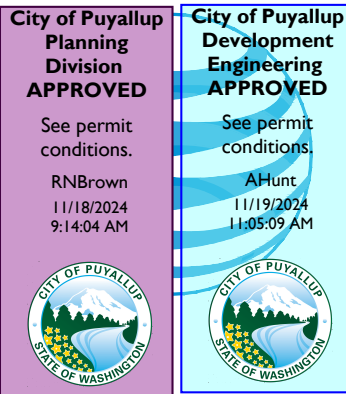 City of Puyallup
Planning
Division
APPROVED
See permit
conditions.
RNBrown
11/18/2024
9:14:04 AM
CITY OF PUYALLUP
STATE OF WASHINGTON
City of Puyallup
Development
Engineering
APPROVED
See permit
conditions.
AHunt
11/19/2024
11:05:09 AM
CITY OF PUYALLUP
STATE OF WASHINGTON